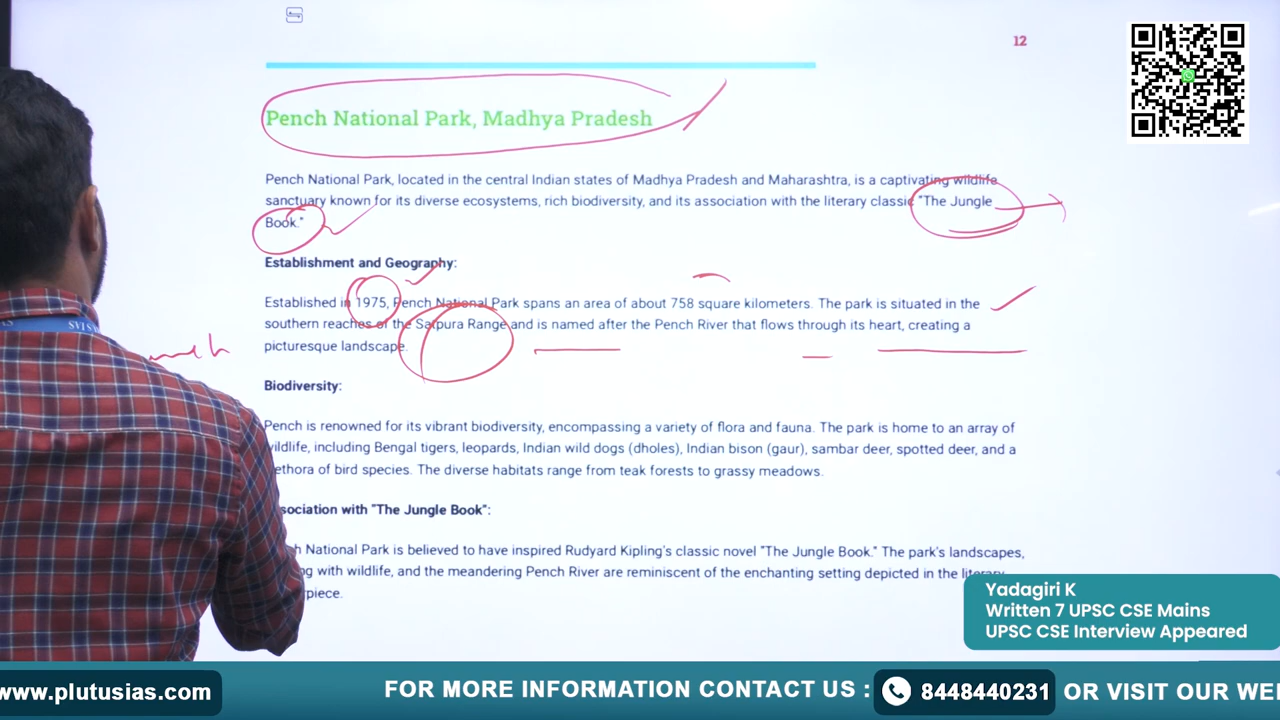 12
Pench National Park, Madhya Pradesh
Pench National Park, located in the central Indian states of Madhya Pradesh and Maharashtra, is a captivating wildlife
sanctuary known for its diverse ecosystems, rich biodiversity, and its association with the literary classic "The Jungle
Book."
Establishment and Geography:
Established in 1975, Pench National Park spans an area of about 758 square kilometers. The park is situated in the
southern reaches of the Satpura Range and is named after the Pench River that flows through its heart, creating a
picturesque landscape.
Biodiversity:
Pench is renowned for its vibrant biodiversity, encompassing a variety of flora and fauna. The park is home to an array of
wildlife, including Bengal tigers, leopards, Indian wild dogs (dholes), Indian bison (gaur), sambar deer, spotted deer, and a
ethora of bird species. The diverse habitats range from teak forests to grassy meadows.
sociation with "The Jungle Book":
h National Park is believed to have inspired Rudyard Kipling's classic novel "The Jungle Book." The park's landscapes,
ng with wildlife, and the meandering Pench River are reminiscent of the enchanting setting depicted in the literary
rpiece.
Yadagiri K
Written 7 UPSC CSE Mains
UPSC CSE Interview Appeared
www.plutusias.com
FOR MORE INFORMATION CONTACT US : 8448440231 OR VISIT OUR WE